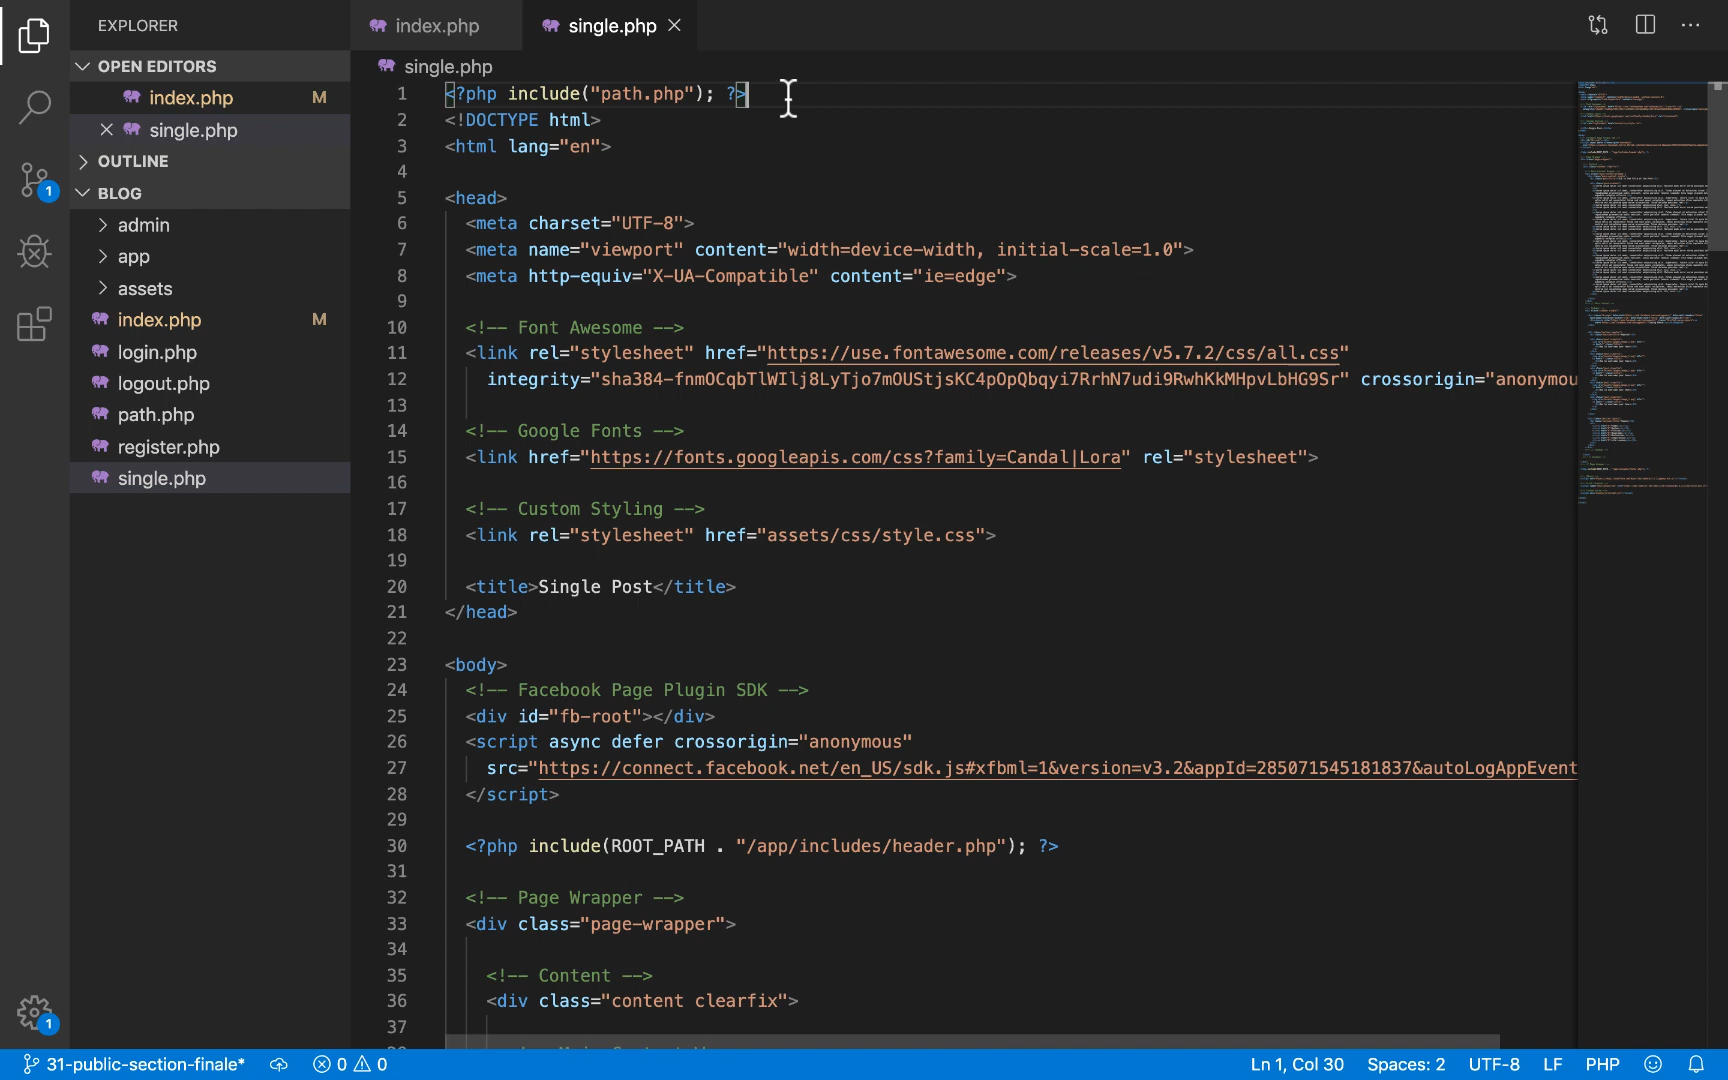 EXPLORER
OPEN EDITORS
index.php M
single.php
OUTLINE
BLOG
admin
app
assets
index.php M
login.php
logout.php
path.php
register.php
single.php
1
1
index.php
single.php
single.php
1 <?php include("path.php"); ?>
2 <!DOCTYPE html>
3 <html lang="en">
4
5 <head>
6 <meta charset="UTF-8">
7 <meta name="viewport" content="width=device-width, initial-scale=1.0">
8 <meta http-equiv="X-UA-Compatible" content="ie=edge">
9
10 <!-- Font Awesome -->
11 <link rel="stylesheet" href="https://use.fontawesome.com/releases/v5.7.2/css/all.css"
12 integrity="sha384-fnmOCqbTlWIlj8LyTjo7mOUStjsKC4pOpQbqyi7RrhN7udi9RwhKkMHpvLbHG9Sr" crossorigin="anonymou
13
14 <!-- Google Fonts -->
15 <link href="https://fonts.googleapis.com/css?family=Candal|Lora" rel="stylesheet">
16
17 <!-- Custom Styling -->
18 <link rel="stylesheet" href="assets/css/style.css">
19
20 <title>Single Post</title>
21 </head>
22
23 <body>
24 <!-- Facebook Page Plugin SDK -->
25 <div id="fb-root"></div>
26 <script async defer crossorigin="anonymous"
27 src="https://connect.facebook.net/en_US/sdk.js#xfbml=1&version=v3.2&appId=285071545181837&autoLogAppEvent
28 </script>
29
30 <?php include(ROOT_PATH . "/app/includes/header.php"); ?>
31
32 <!-- Page Wrapper -->
33 <div class="page-wrapper">
34
35 <!-- Content -->
36 <div class="content clearfix">
37
31-public-section-finale* 0 0 Ln 1, Col 30 Spaces: 2 UTF-8 LF PHP